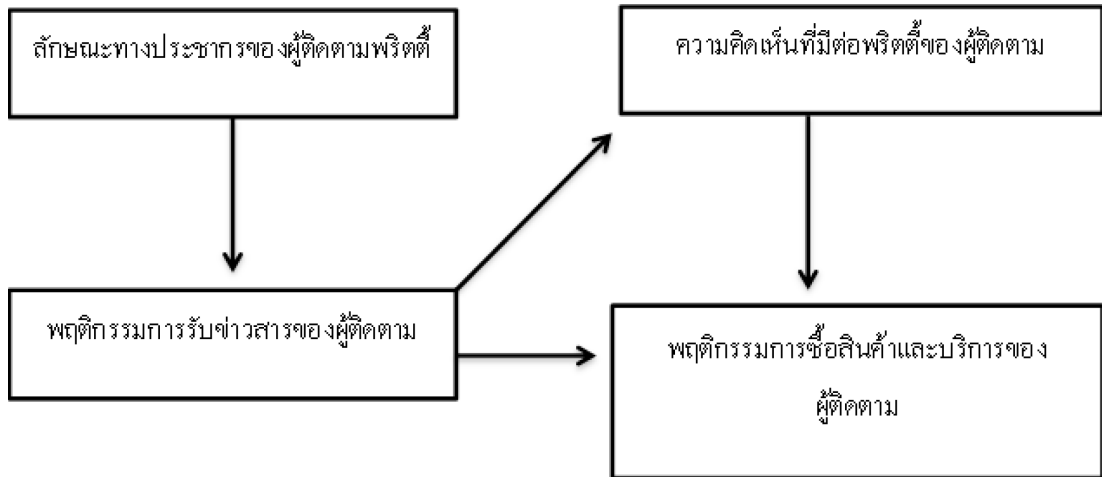 ลักษณะทางประชากรของผู้ติดตามพริตตี้
ความคิดเห็นที่มีต่อพริตตี้ของผู้ติดตาม
พฤติกรรมการรับข่าวสารของผู้ติดตาม
พฤติกรรมการซื้อสินค้าและบริการของ
ผู้ติดตาม